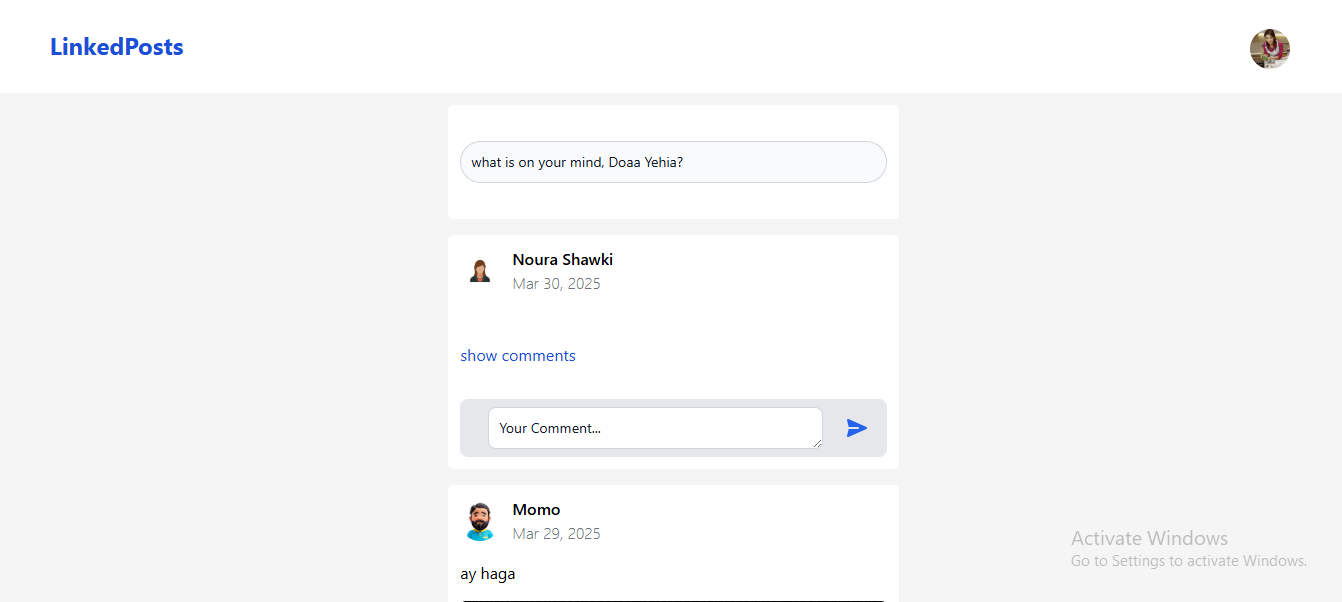 LinkedPosts
what is on your mind, Doaa Yehia?
Noura Shawki
Mar 30, 2025
show comments
Your Comment...
Momo
Mar 29, 2025
ay haga
Activate Windows
Go to Settings to activate Windows.